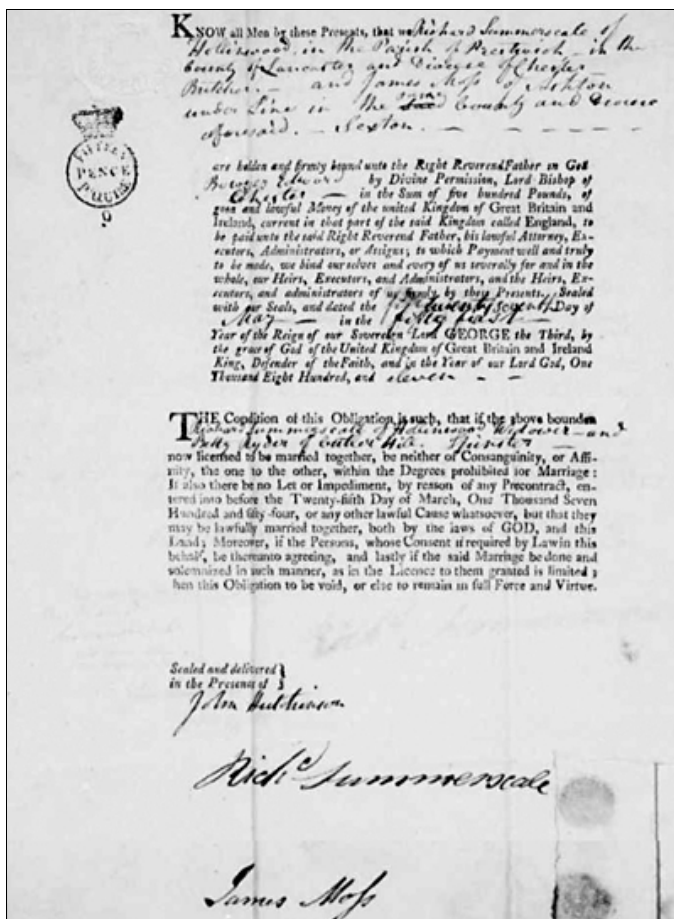 KNOW all Men by these Presents, that we Richard Summerscale of
Hollinwood in the Parish of Prestwich – in the
County of Lancaster and Diocese of Chester
Butcher – and James Moss of Ashton
under Line in the same County and Diocese
aforesaid. – Sexton. – – – – –
FIFTEEN
PENCE
P QUIRE
are holden and firmly bound unto the Right Reverend Father in God
Bowyer Edward by Divine Permission, Lord Bishop of
Chester – in the Sum of five hundred Pounds, of
good and lawful Money of the united Kingdom of Great Britain and
Ireland, current in that part of the said Kingdom called England, to
be paid unto the said Right Reverend Father, his lawful Attorney, Ex-
ecutors, Administrators, or Assigns; to which Payment well and truly
to be made, we bind ourselves and every of us severally for and in the
whole, our Heirs, Executors, and Administrators, and the Heirs, Ex-
ecutors, and administrators of us by these Presents. Sealed
with our Seals, and dated the twenty Day of
May – in the fifty first
Year of the Reign of our Sovereign Lord GEORGE the Third, by
the grace of God of the United Kingdom of Great Britain and Ireland
King, Defender of the Faith, and in the Year of our Lord God, One
Thousand Eight Hundred, and eleven – –
THE Condition of this Obligation is such, that if the above bounden
Richard Summerscale of Hollinwood Widower – and
Betty Ryder of Hill. Spinster –
now licensed to be married together, be neither of Consanguinity, or Affi-
nity, the one to the other, within the Degrees prohibited for Marriage:
If also there be no Let or Impediment, by reason of any Precontract, en-
tered into before the Twenty-fifth Day of March, One Thousand Seven
Hundred and fifty-four, or any other lawful Cause whatsoever, but that they
may be lawfully married together, both by the laws of GOD, and this
Land; Moreover, if the Persons, whose Consent is required by Law in this
behalf, be thereunto agreeing, and lastly if the said Marriage be done and
solemnized in such manner, as in the Licence to them granted is limited;
hen this Obligation to be void, or else to remain in full Force and Virtue.
Sealed and delivered
in the Presence of
John Hutchinson
Richd Summerscale
James Moss